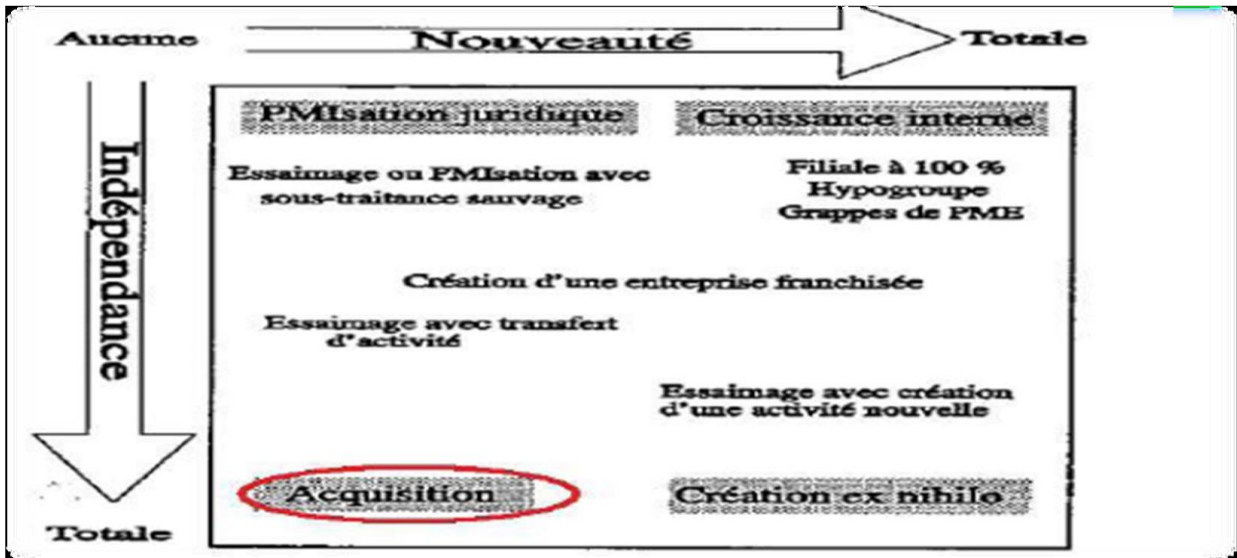 Aucune Nouveauté Totale
Indépendance
PMIsation juridique Croissance interne
Essaimage ou PMIsation avec
sous-traitance sauvage
Filiale à 100 %
Hypogroupe
Grappes de PME
Création d'une entreprise franchisée
Essaimage avec transfert
d'activité
Essaimage avec création
d'une activité nouvelle
Acquisition Création ex nihilo
Totale